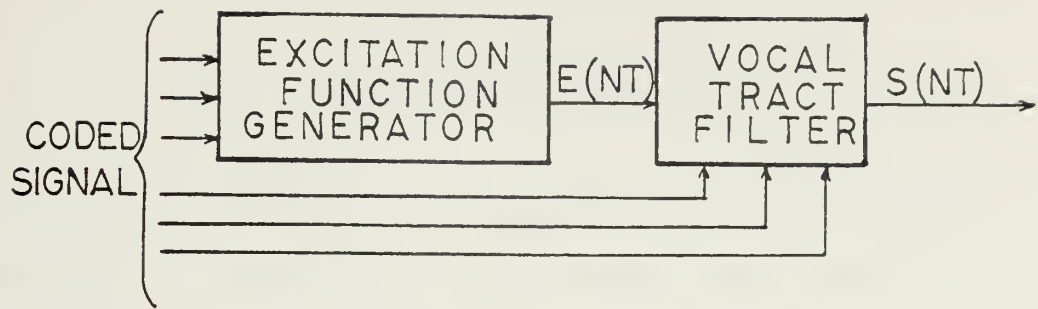 CODED
SIGNAL
EXCITATION
FUNCTION
GENERATOR
E(NT)
VOCAL
TRACT
FILTER
S(NT)